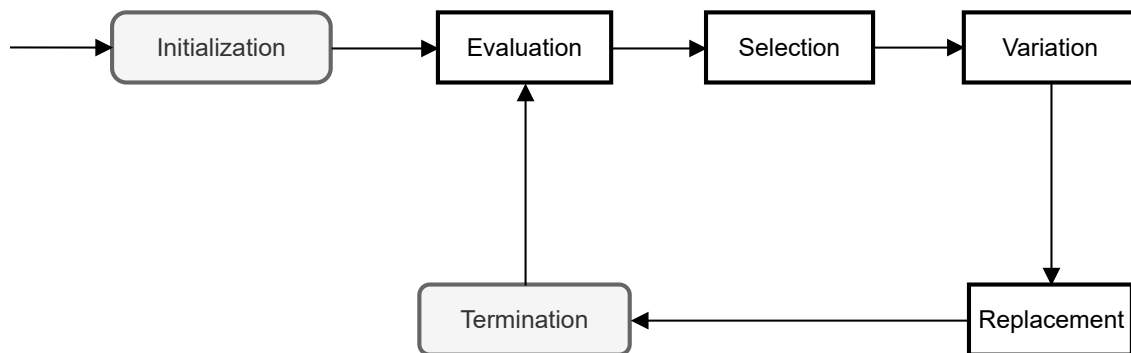 Initialization
Evaluation
Selection
Variation
Termination
Replacement